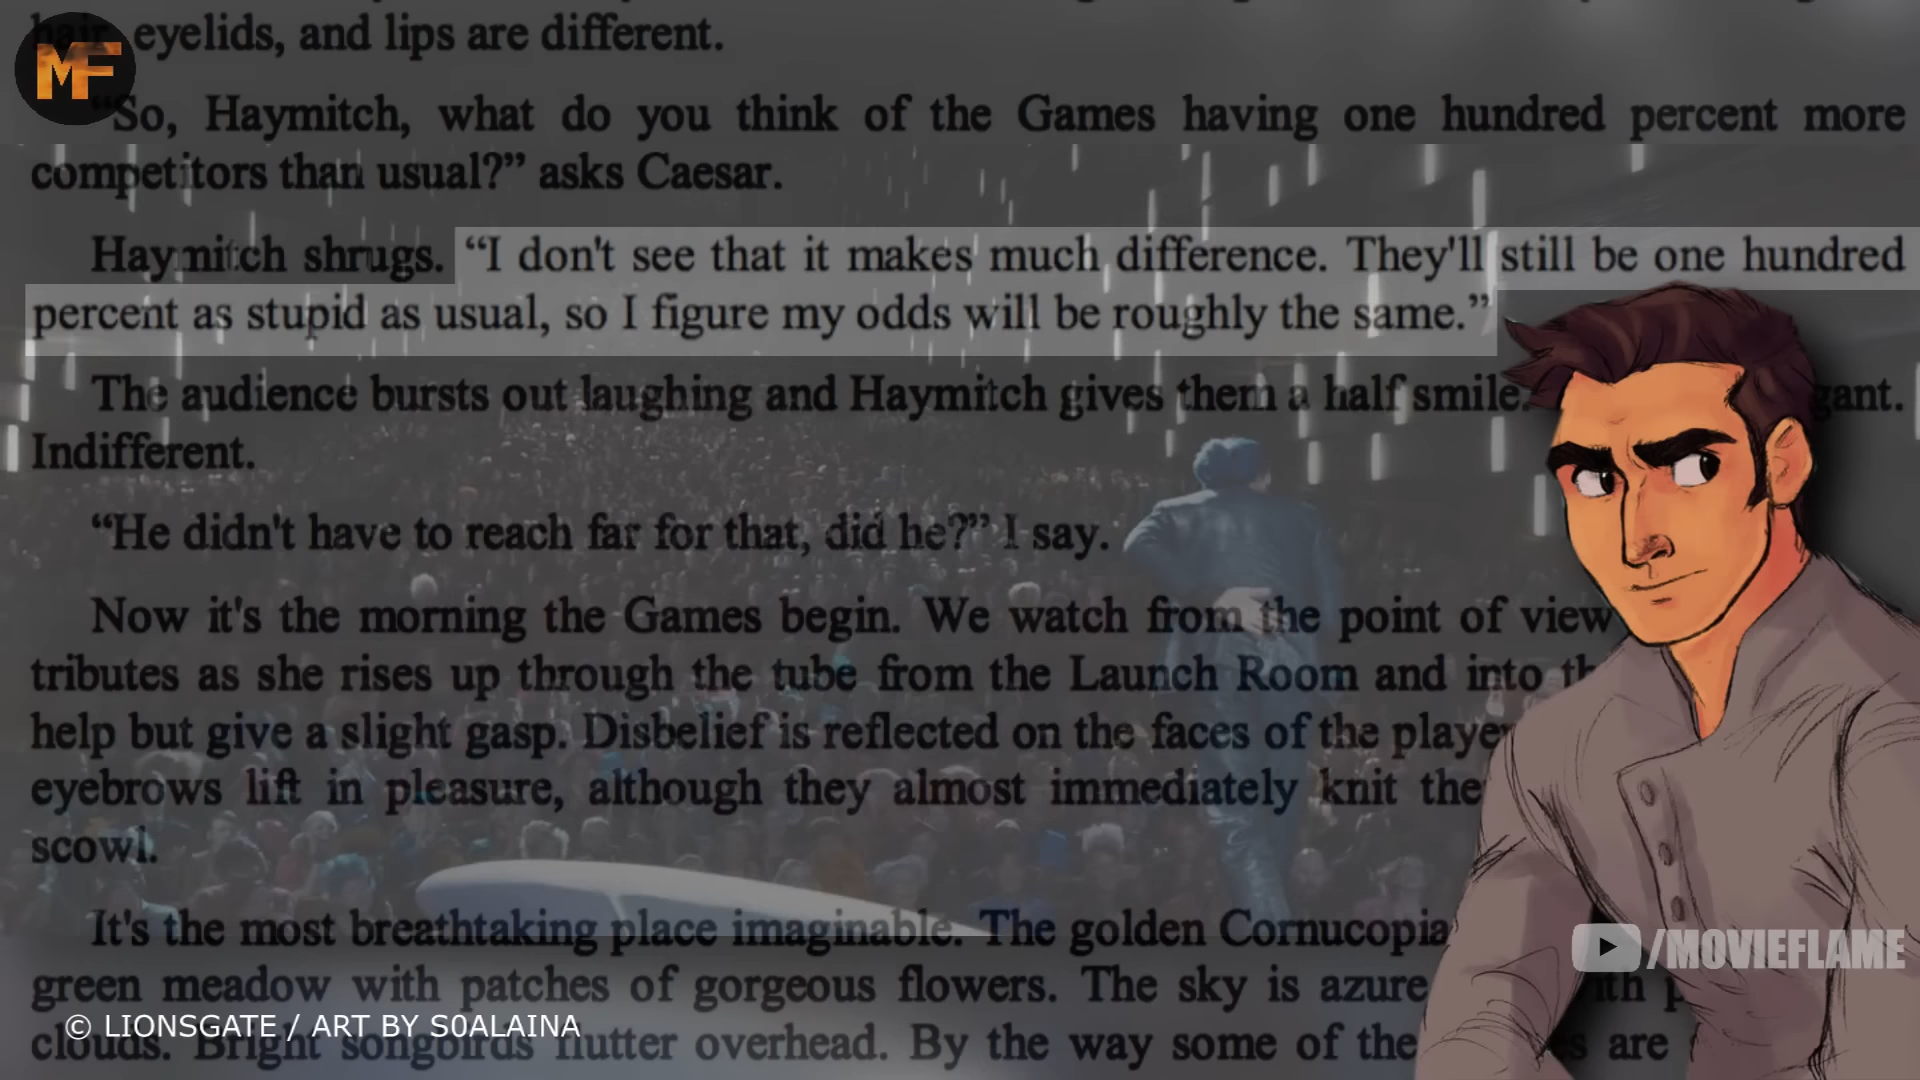 hair, eyelids, and lips are different.
MF
“So, Haymitch, what do you think of the Games having one hundred percent more
competitors than usual?” asks Caesar.
Haymitch shrugs. “I don't see that it makes much difference. They'll still be one hundred
percent as stupid as usual, so I figure my odds will be roughly the same.”
The audience bursts out laughing and Haymitch gives them a half smile. gant.
Indifferent.
“He didn't have to reach far for that, did he?” I say.
Now it's the morning the Games begin. We watch from the point of view
tributes as she rises up through the tube from the Launch Room and into th
help but give a slight gasp. Disbelief is reflected on the faces of the playe
eyebrows lift in pleasure, although they almost immediately knit the
scowl.
It's the most breathtaking place imaginable. The golden Cornucopia
/MOVIEFLAME
green meadow with patches of gorgeous flowers. The sky is azure ith p
© LIONSGATE / ART BY S0ALAINA
clouds. Bright songbirds flutter overhead. By the way some of the s are